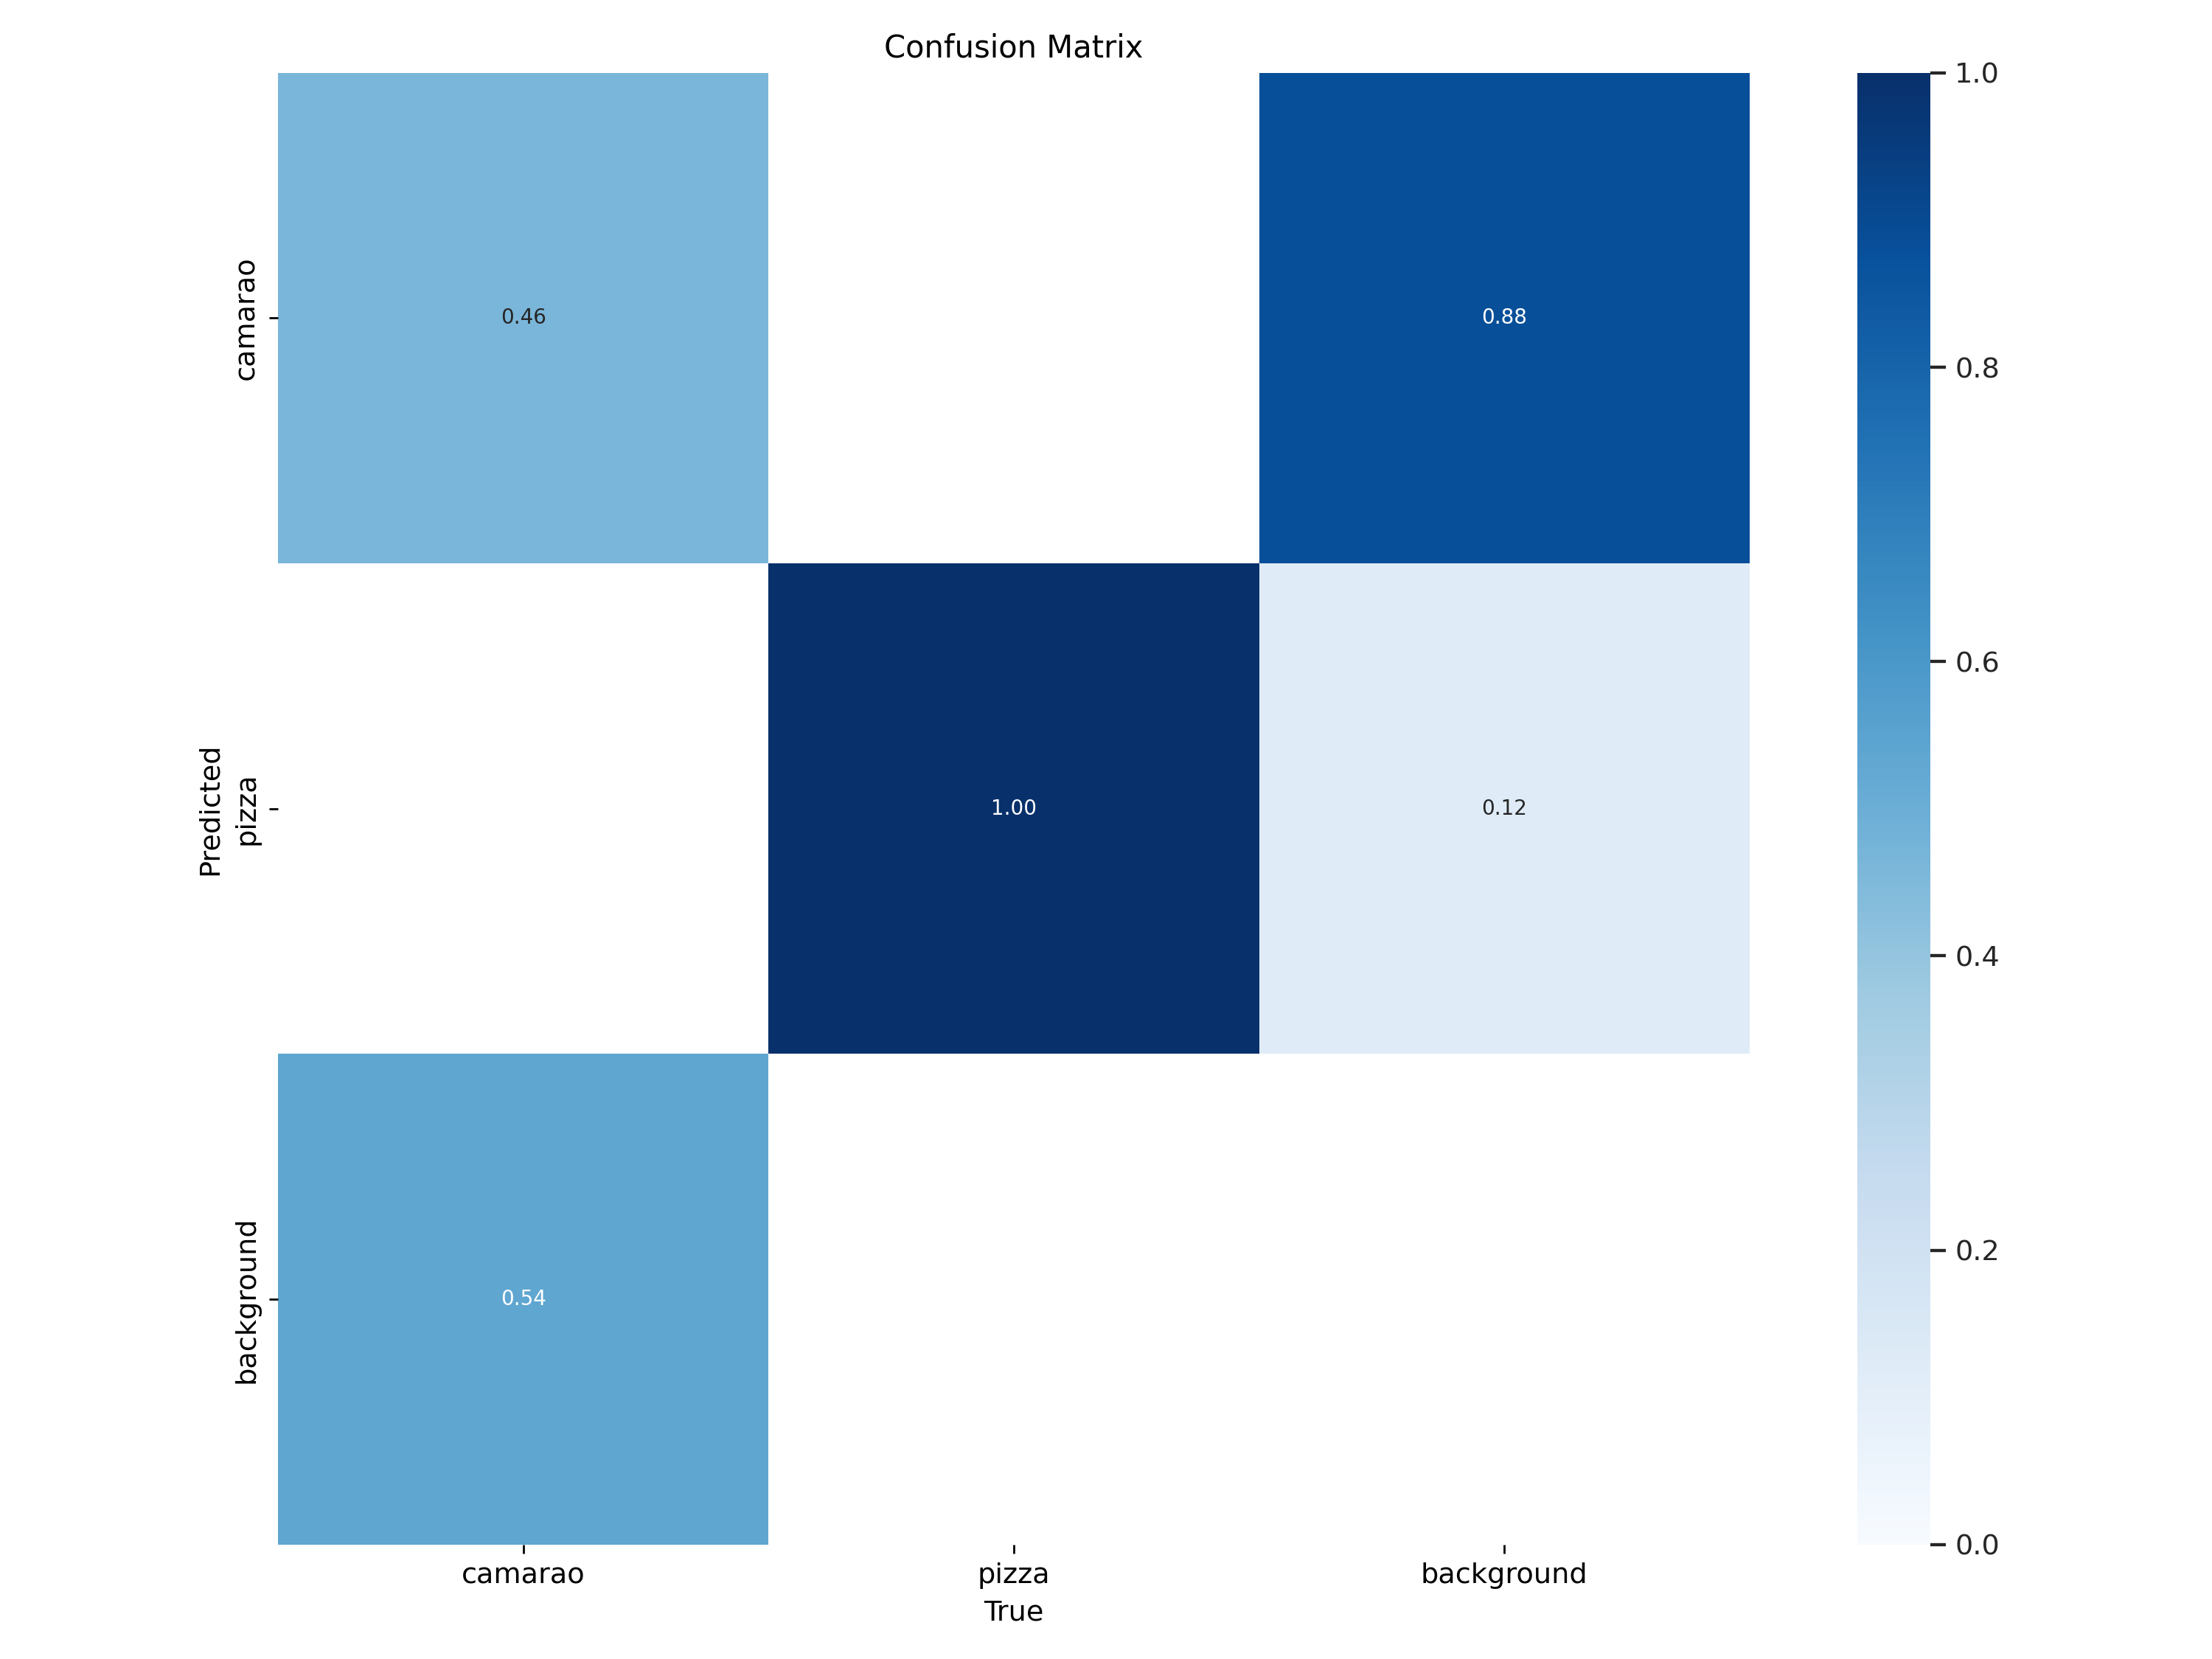 Confusion Matrix
camarao
pizza
background
Predicted
0.46
0.88
1.00
0.12
0.54
camarao
pizza
background
True
1.0
0.8
0.6
0.4
0.2
0.0